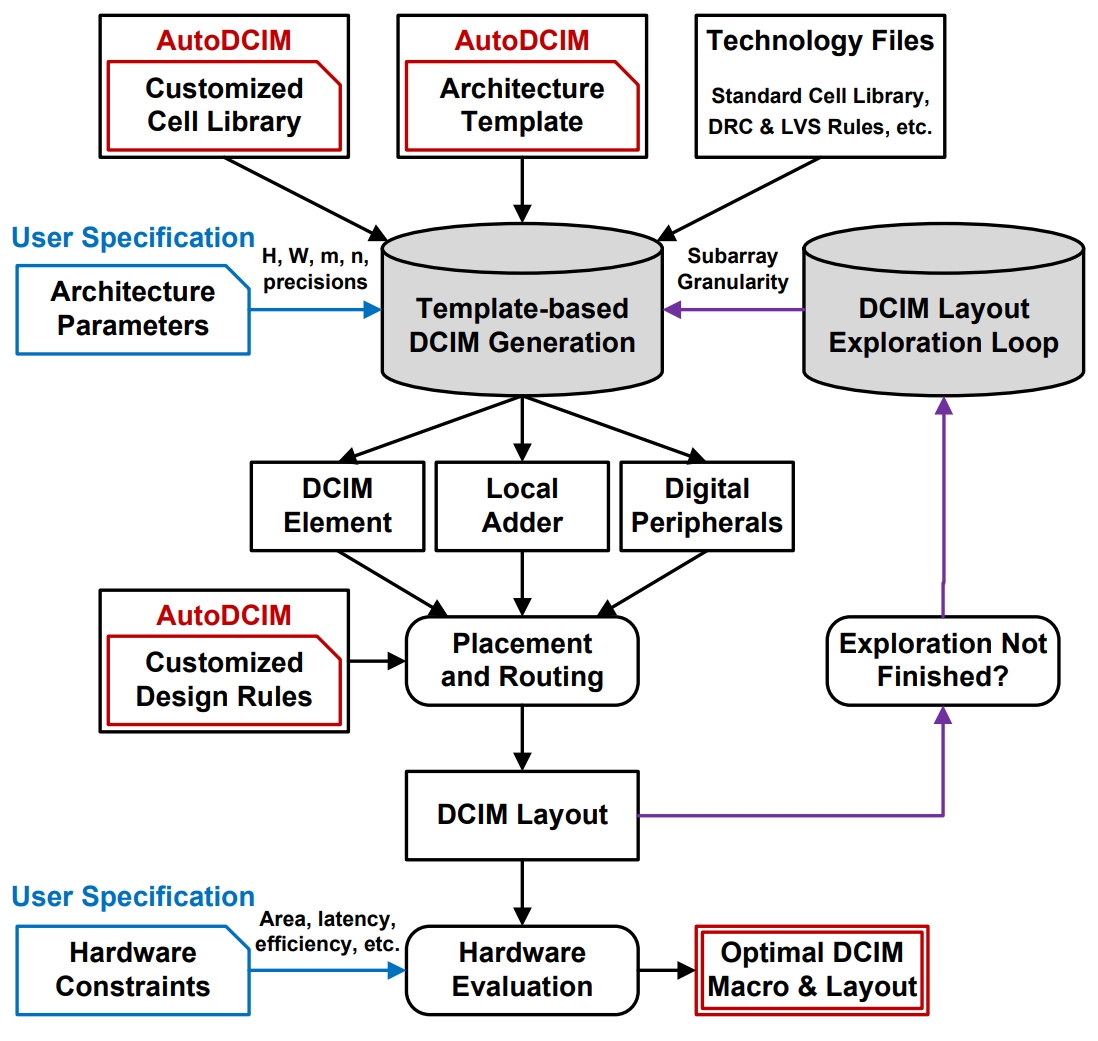 AutoDCIM
Customized
Cell Library
AutoDCIM
Architecture
Template
Technology Files
Standard Cell Library,
DRC & LVS Rules, etc.
User Specification
Architecture
Parameters
H, W, m, n,
precisions
Template-based
DCIM Generation
Subarray
Granularity
DCIM Layout
Exploration Loop
DCIM
Element
Local
Adder
Digital
Peripherals
AutoDCIM
Customized
Design Rules
Placement
and Routing
Exploration Not
Finished?
DCIM Layout
User Specification
Hardware
Constraints
Area, latency,
efficiency, etc.
Hardware
Evaluation
Optimal DCIM
Macro & Layout